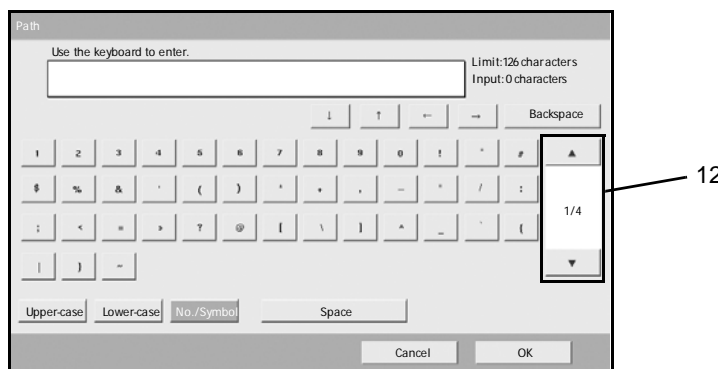 Path
Use the keyboard to enter.
Limit:126 characters
Input: 0 characters
↓ ↑ ← → Backspace
1 2 3 4 5 6 7 8 9 0 ! " #
$ % & ' ( ) * + , - . / :
; < = > ? @ [ \ ] ^ _ ` {
| } ~
▲
1/4
▼
12
Upper-case Lower-case No./Symbol Space
Cancel OK